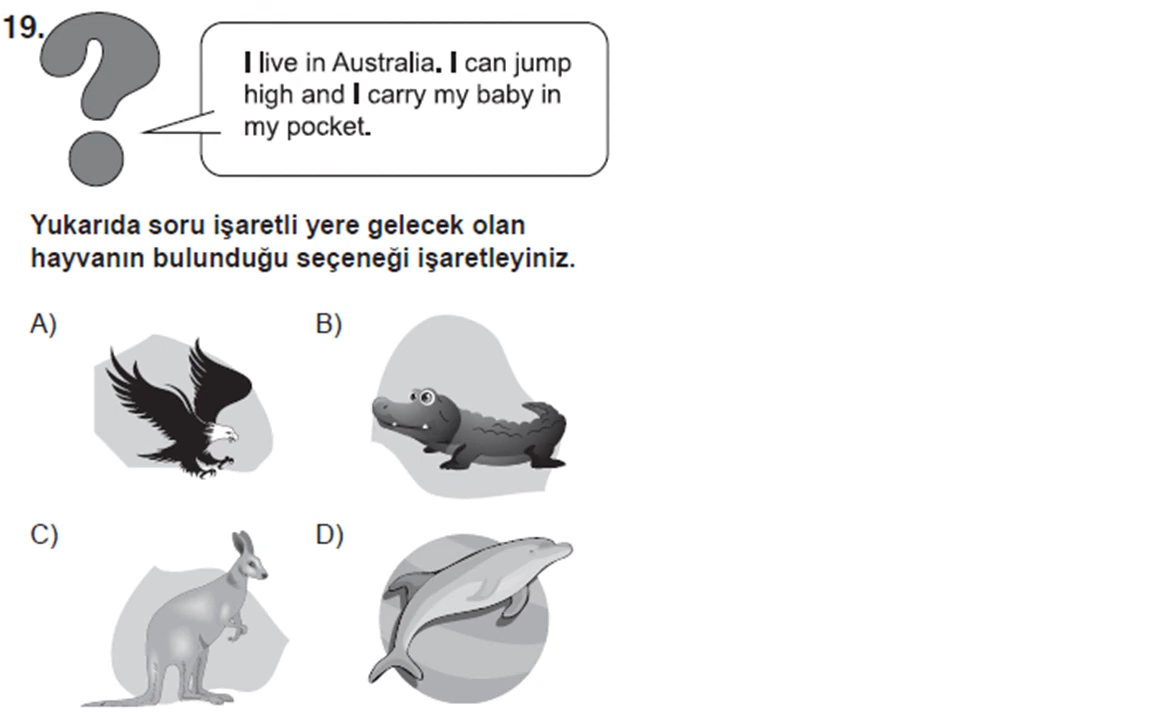 19.
I live in Australia. I can jump
high and I carry my baby in
my pocket.
Yukarıda soru işaretli yere gelecek olan
hayvanın bulunduğu seçeneği işaretleyiniz.
A)
B)
C)
D)